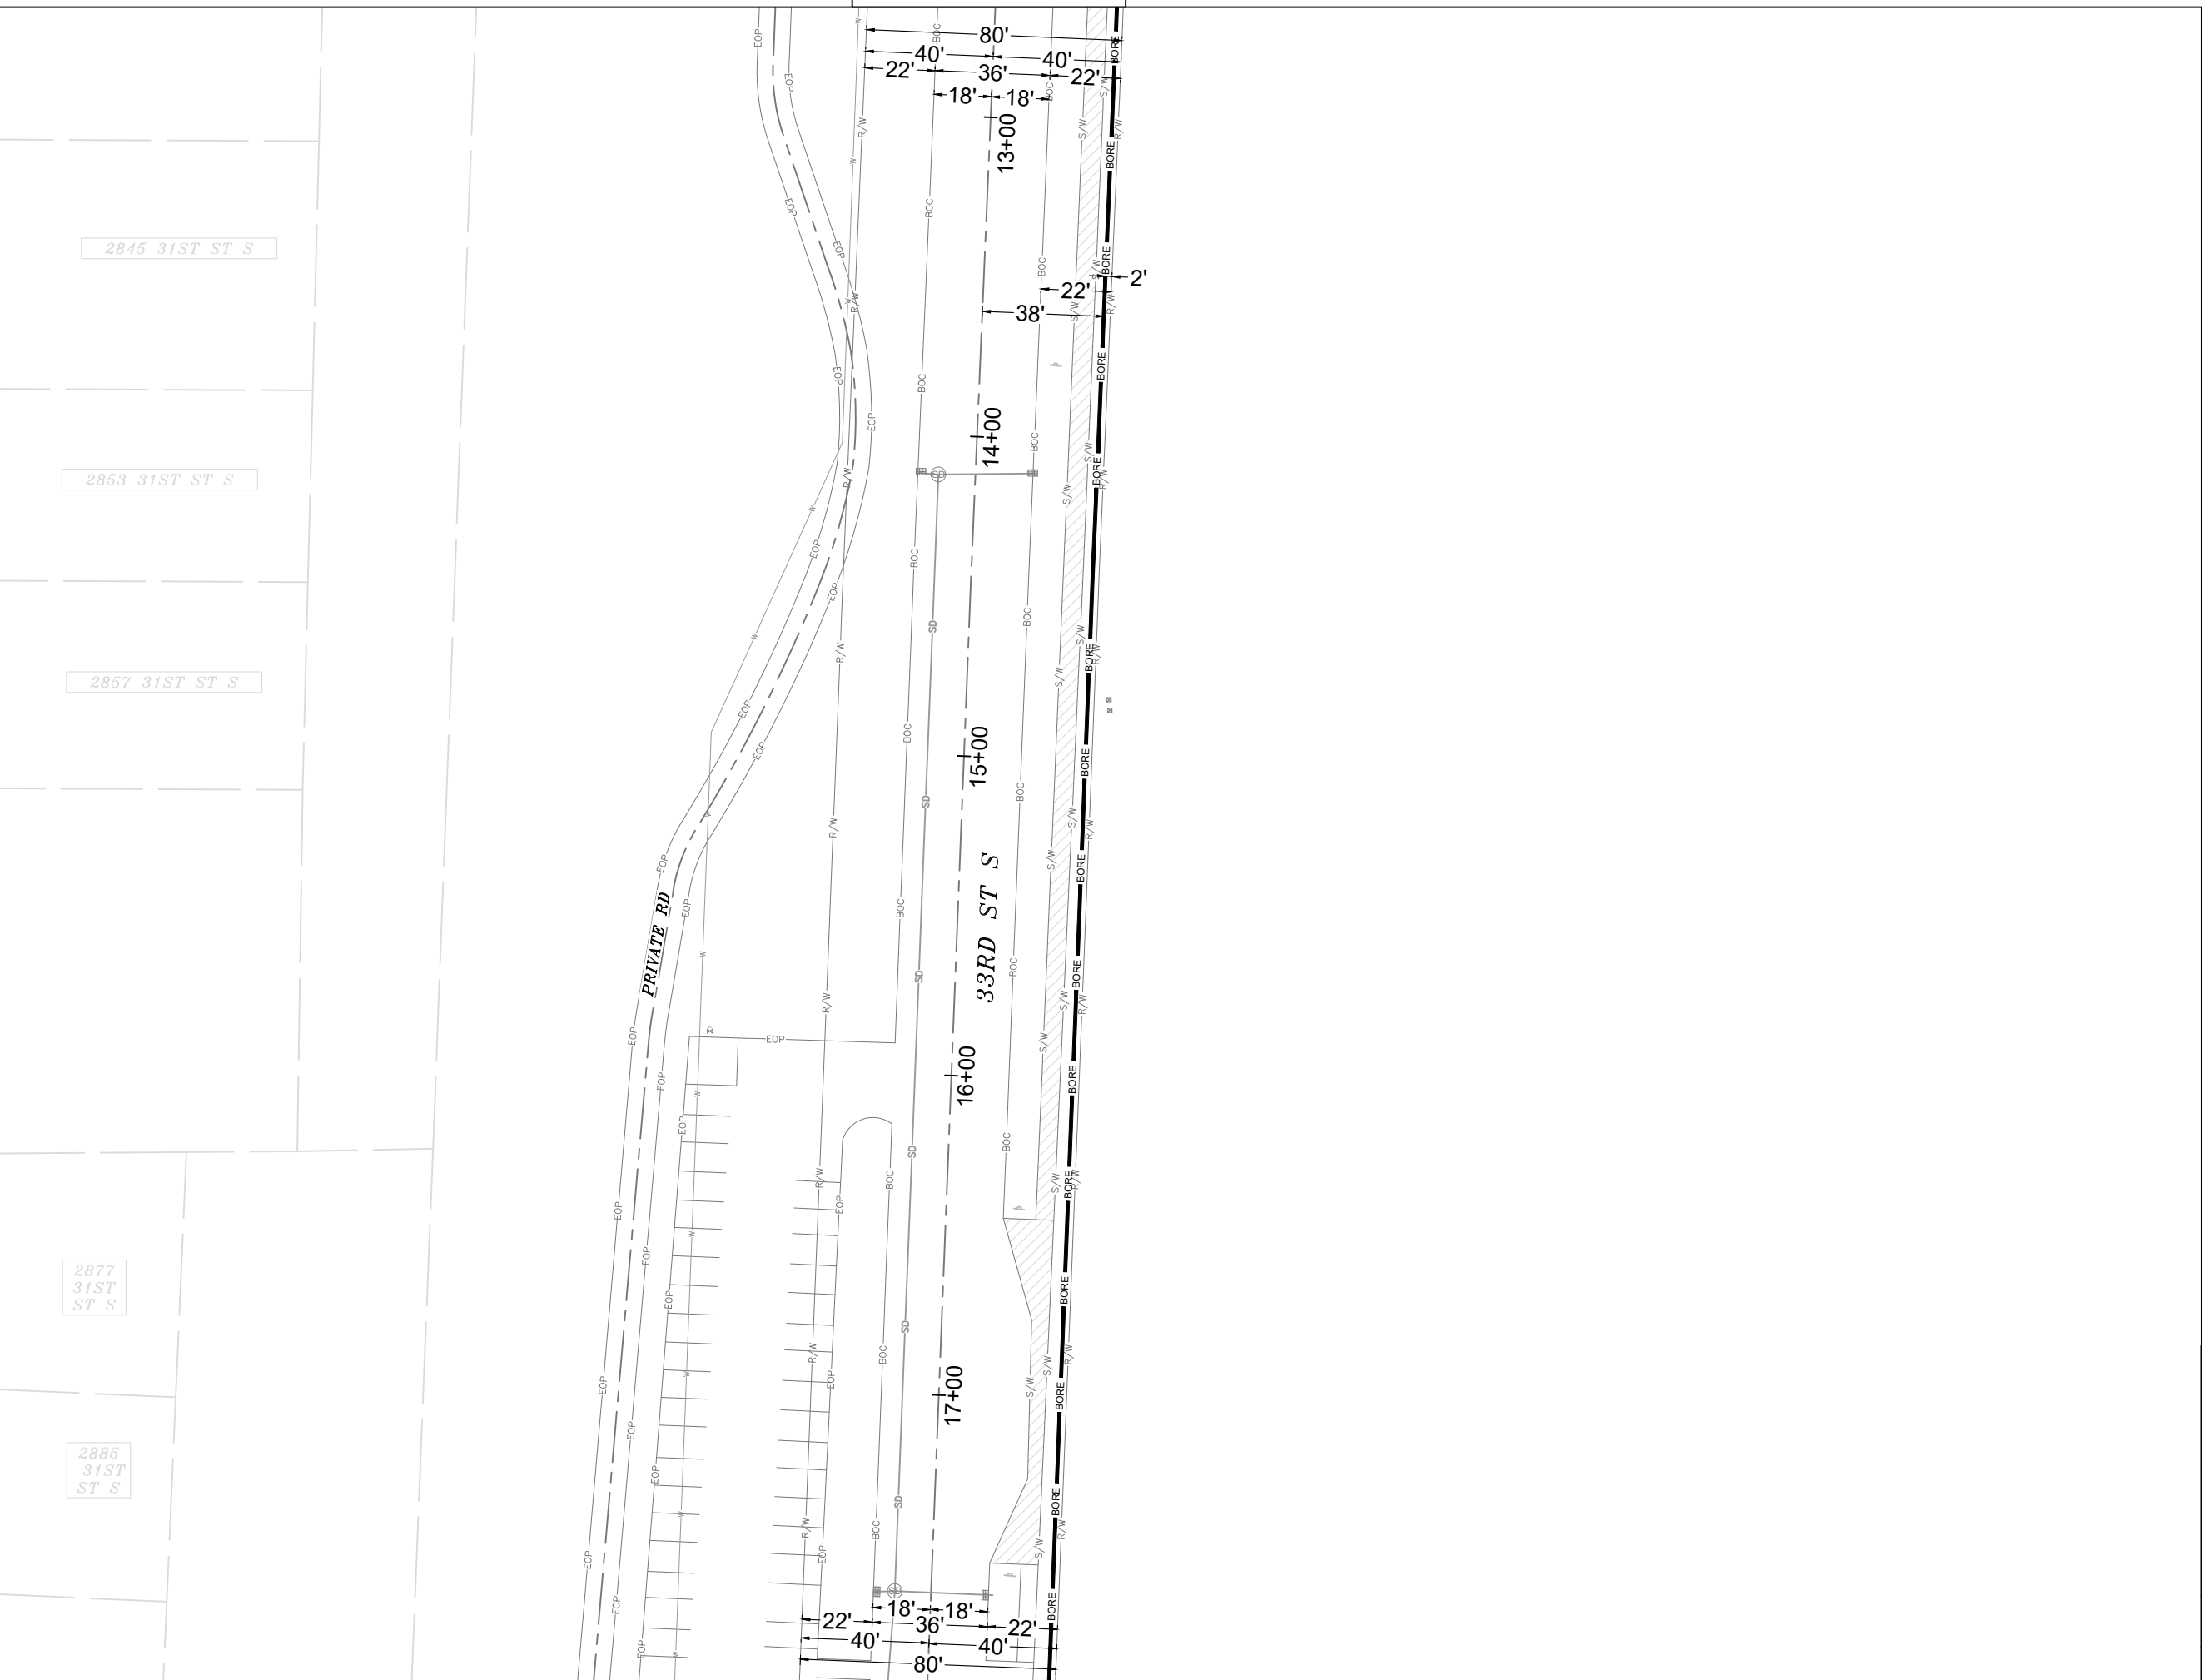 80'
40'
40'
22'
36'
22'
18'
18'
13+00
BOC
EOP
R/W
S/W
BORE
W
2845 31ST ST S
2'
22'
38'
14+00
2853 31ST ST S
SD
2857 31ST ST S
15+00
33RD ST S
PRIVATE RD
16+00
2877
31ST
ST S
17+00
2885
31ST
ST S
18'
18'
22'
36'
22'
40'
40'
80'